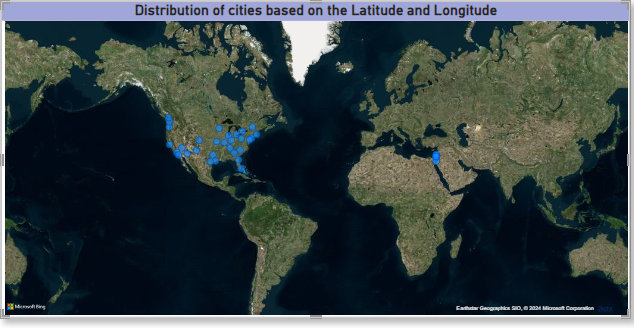 Distribution of cities based on the Latitude and Longitude
Microsoft Bing
Earthstar Geographics SIO, © 2024 Microsoft Corporation